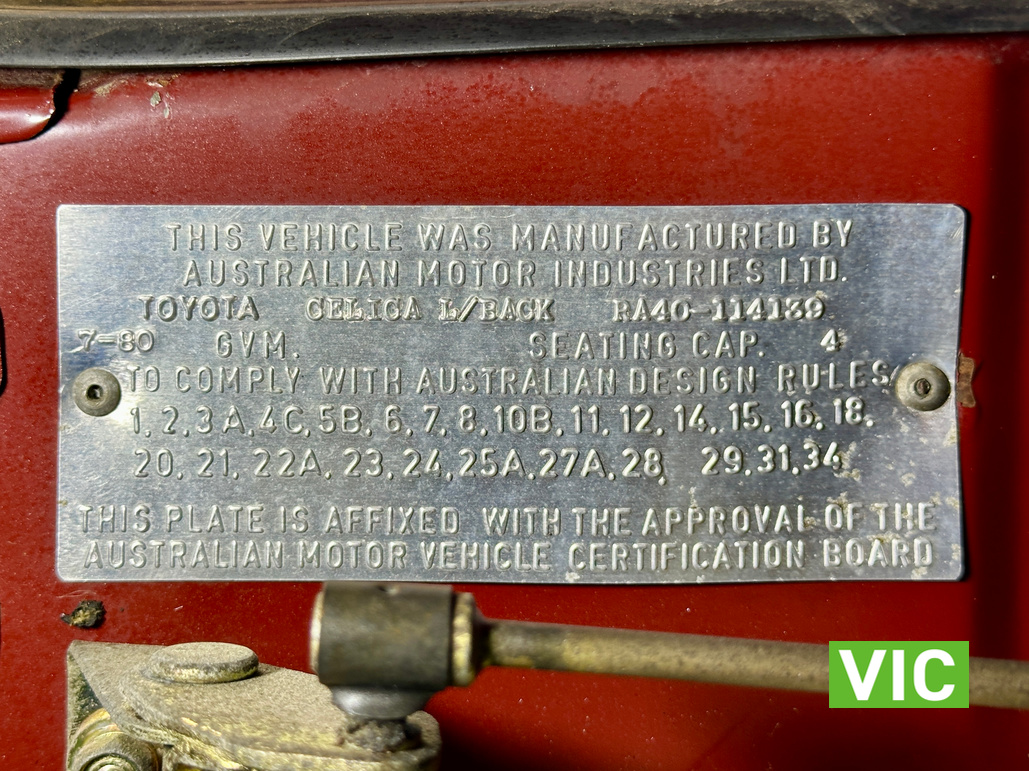 THIS VEHICLE WAS MANUFACTURED BY
AUSTRALIAN MOTOR INDUSTRIES LTD.
TOYOTA CELICA L/BACK RA40-114139
7-80 GVM. SEATING CAP. 4
TO COMPLY WITH AUSTRALIAN DESIGN RULES
1, 2, 3A, 4C, 5B, 6, 7, 8, 10B, 11, 12, 14, 15, 16, 18,
20, 21, 22A, 23, 24, 25A, 27A, 28, 29, 31, 34
THIS PLATE IS AFFIXED WITH THE APPROVAL OF THE
AUSTRALIAN MOTOR VEHICLE CERTIFICATION BOARD
VIC